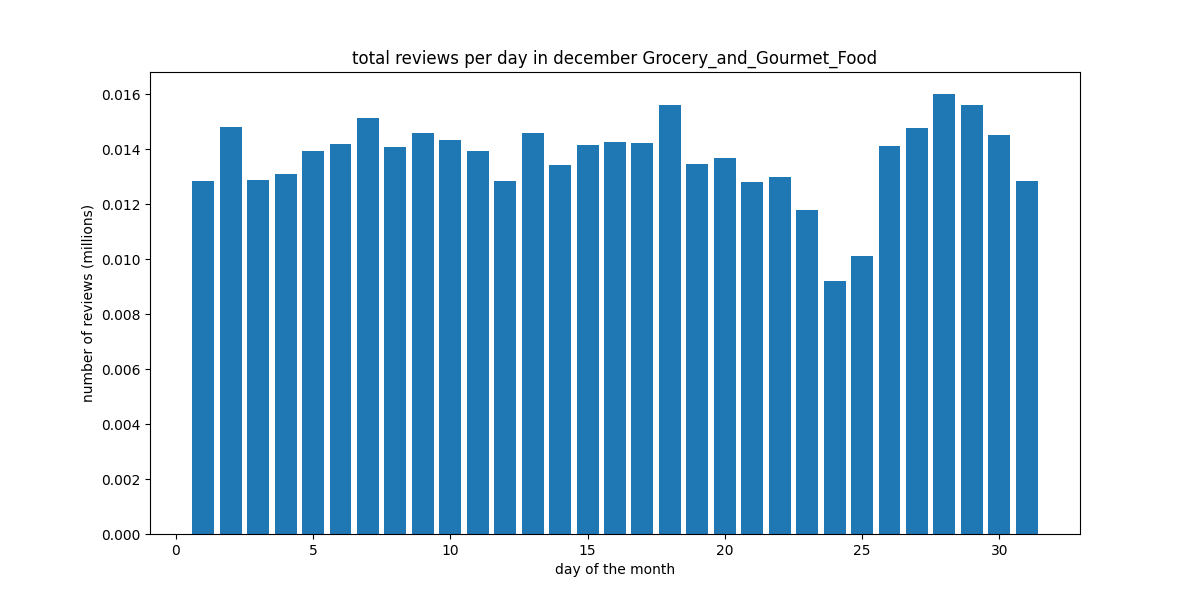 total reviews per day in december Grocery_and_Gourmet_Food
number of reviews (millions)
0.016
0.014
0.012
0.010
0.008
0.006
0.004
0.002
0.000
0 5 10 15 20 25 30
day of the month